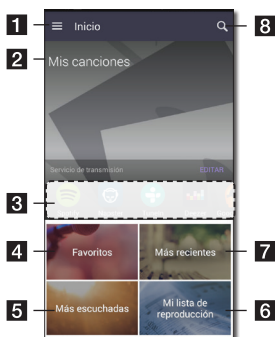 1
Inicio
8
2
Mis canciones
Servicio de transmisión
EDITAR
3
4
Favoritos
Más recientes
7
5
Más escuchadas
Mi lista de
reproducción
6